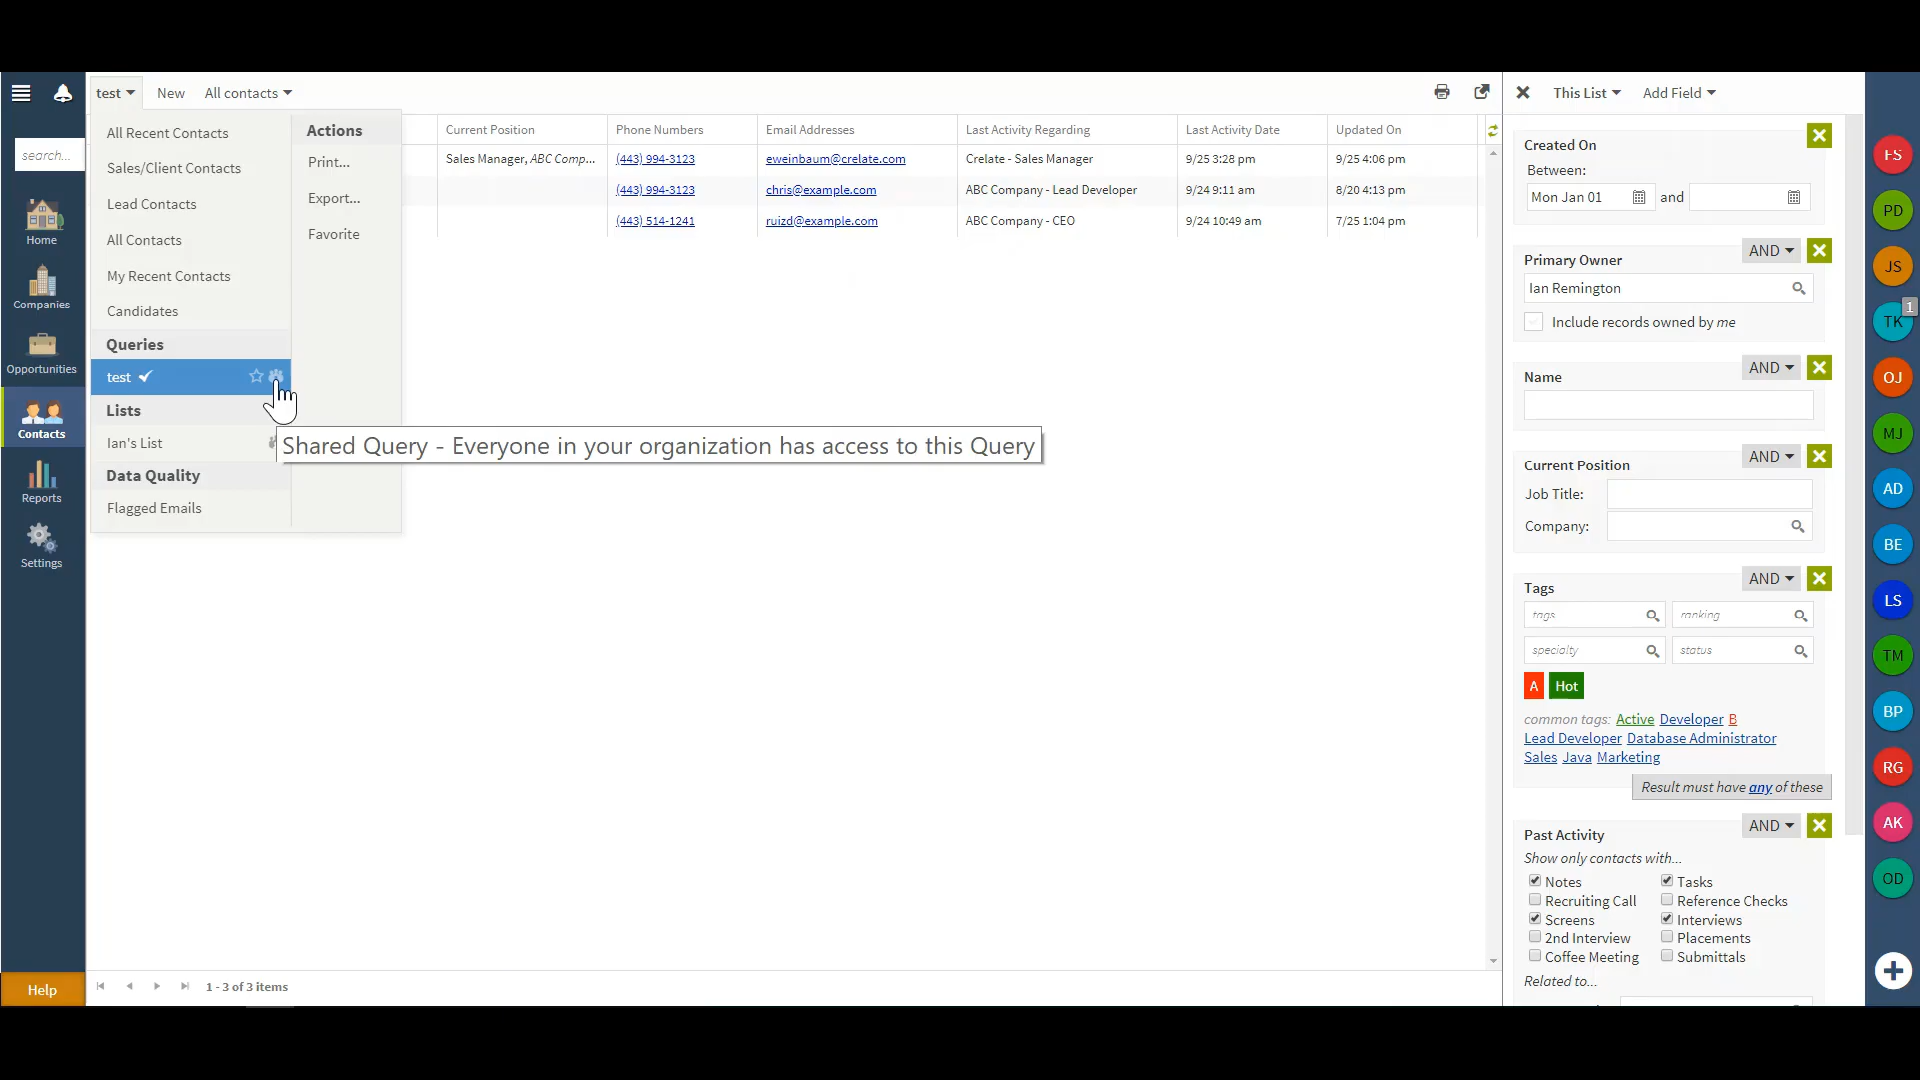 test New All contacts
search...
Home
Companies
Opportunities
Contacts
Reports
Settings
Help
All Recent Contacts
Sales/Client Contacts
Lead Contacts
All Contacts
My Recent Contacts
Candidates
Queries
test
Lists
Ian's List
Data Quality
Flagged Emails
Actions
Print...
Export...
Favorite
Shared Query - Everyone in your organization has access to this Query
Current Position Phone Numbers Email Addresses Last Activity Regarding Last Activity Date Updated On
Sales Manager, ABC Comp... (443) 994-3123 eweinbaum@crelate.com Crelate - Sales Manager 9/25 3:28 pm 9/25 4:06 pm
(443) 994-3123 chris@example.com ABC Company - Lead Developer 9/24 9:11 am 8/20 4:13 pm
(443) 514-1241 ruizd@example.com ABC Company - CEO 9/24 10:49 am 7/25 1:04 pm
1 - 3 of 3 items
This List Add Field
Created On
Between:
Mon Jan 01 and
AND
Primary Owner
Ian Remington
Include records owned by me
AND
Name
AND
Current Position
Job Title:
Company:
AND
Tags
tags ranking
specialty status
A Hot
common tags: Active Developer B
Lead Developer Database Administrator
Sales Java Marketing
Result must have any of these
AND
Past Activity
Show only contacts with...
Notes Tasks
Recruiting Call Reference Checks
Screens Interviews
2nd Interview Placements
Coffee Meeting Submittals
Related to...
PD
JS
1
TK
OJ
MJ
AD
BE
LS
TM
BP
RG
AK
OD